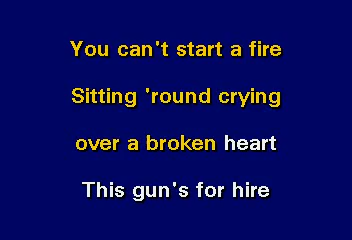 You can't start a fire
Sitting 'round crying
over a broken heart
This gun's for hire